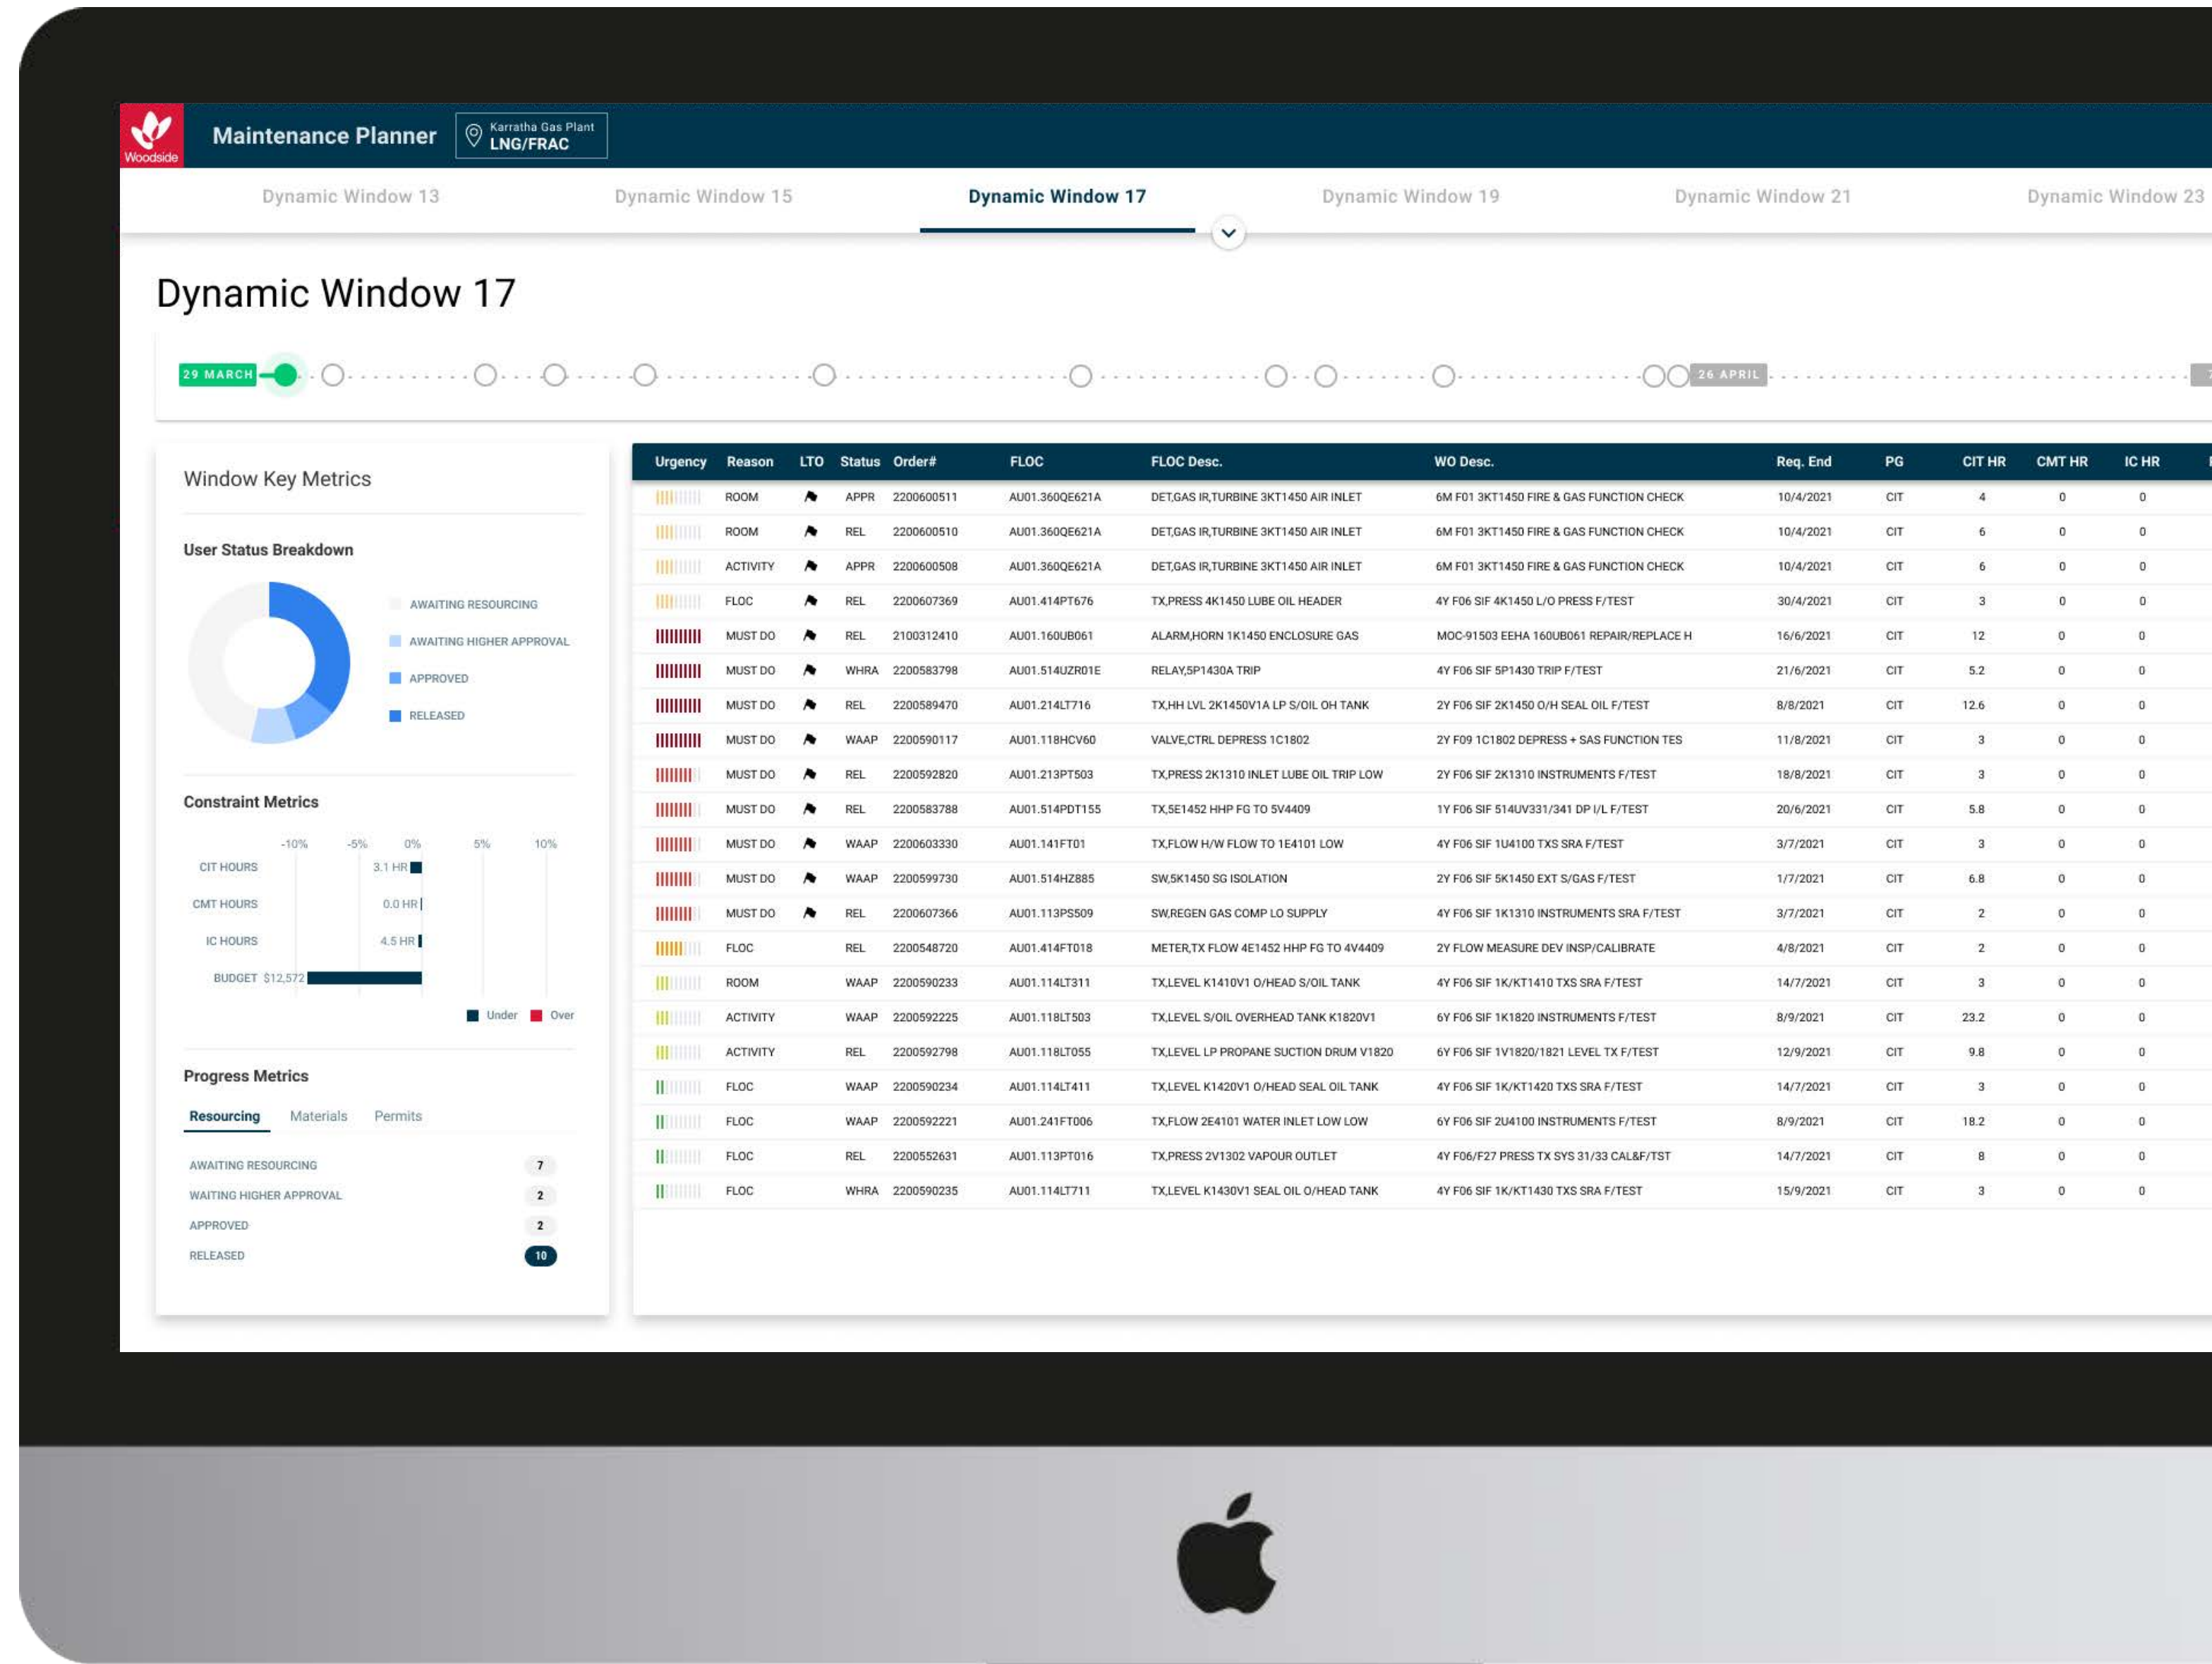 Woodside
Maintenance Planner
Karratha Gas Plant
LNG/FRAC
Dynamic Window 13 Dynamic Window 15 Dynamic Window 17 Dynamic Window 19 Dynamic Window 21 Dynamic Window 23
Dynamic Window 17
29 MARCH 26 APRIL
Window Key Metrics
User Status Breakdown
AWAITING RESOURCING
AWAITING HIGHER APPROVAL
APPROVED
RELEASED
Constraint Metrics
-10% -5% 0% 5% 10%
CIT HOURS 3.1 HR
CMT HOURS 0.0 HR
IC HOURS 4.5 HR
BUDGET $12,572
Under Over
Progress Metrics
Resourcing Materials Permits
AWAITING RESOURCING 7
WAITING HIGHER APPROVAL 2
APPROVED 2
RELEASED 10
Urgency Reason LTO Status Order# FLOC FLOC Desc. WO Desc. Req. End PG CIT HR CMT HR IC HR
ROOM APPR 2200600511 AU01.360QE621A DET,GAS IR,TURBINE 3KT1450 AIR INLET 6M F01 3KT1450 FIRE & GAS FUNCTION CHECK 10/4/2021 CIT 4 0 0
ROOM REL 2200600510 AU01.360QE621A DET,GAS IR,TURBINE 3KT1450 AIR INLET 6M F01 3KT1450 FIRE & GAS FUNCTION CHECK 10/4/2021 CIT 6 0 0
ACTIVITY APPR 2200600508 AU01.360QE621A DET,GAS IR,TURBINE 3KT1450 AIR INLET 6M F01 3KT1450 FIRE & GAS FUNCTION CHECK 10/4/2021 CIT 6 0 0
FLOC REL 2200607369 AU01.414PT676 TX,PRESS 4K1450 LUBE OIL HEADER 4Y F06 SIF 4K1450 L/O PRESS F/TEST 30/4/2021 CIT 3 0 0
MUST DO REL 2100312410 AU01.160UB061 ALARM,HORN 1K1450 ENCLOSURE GAS MOC-91503 EEHA 160UB061 REPAIR/REPLACE H 16/6/2021 CIT 12 0 0
MUST DO WHRA 2200583798 AU01.514UZR01E RELAY,5P1430A TRIP 4Y F06 SIF 5P1430 TRIP F/TEST 21/6/2021 CIT 5.2 0 0
MUST DO REL 2200589470 AU01.214LT716 TX,HH LVL 2K1450V1A LP S/OIL OH TANK 2Y F06 SIF 2K1450 O/H SEAL OIL F/TEST 8/8/2021 CIT 12.6 0 0
MUST DO WAAP 2200590117 AU01.118HCV60 VALVE,CTRL DEPRESS 1C1802 2Y F09 1C1802 DEPRESS + SAS FUNCTION TES 11/8/2021 CIT 3 0 0
MUST DO REL 2200592820 AU01.213PT503 TX,PRESS 2K1310 INLET LUBE OIL TRIP LOW 2Y F06 SIF 2K1310 INSTRUMENTS F/TEST 18/8/2021 CIT 3 0 0
MUST DO REL 2200583788 AU01.514PDT155 TX,5E1452 HHP FG TO 5V4409 1Y F06 SIF 514UV331/341 DP I/L F/TEST 20/6/2021 CIT 5.8 0 0
MUST DO WAAP 2200603330 AU01.141FT01 TX,FLOW H/W FLOW TO 1E4101 LOW 4Y F06 SIF 1U4100 TXS SRA F/TEST 3/7/2021 CIT 3 0 0
MUST DO WAAP 2200599730 AU01.514HZ885 SW,5K1450 SG ISOLATION 2Y F06 SIF 5K1450 EXT S/GAS F/TEST 1/7/2021 CIT 6.8 0 0
MUST DO REL 2200607366 AU01.113PS509 SW,REGEN GAS COMP LO SUPPLY 4Y F06 SIF 1K1310 INSTRUMENTS SRA F/TEST 3/7/2021 CIT 2 0 0
FLOC REL 2200548720 AU01.414FT018 METER,TX FLOW 4E1452 HHP FG TO 4V4409 2Y FLOW MEASURE DEV INSP/CALIBRATE 4/8/2021 CIT 2 0 0
ROOM WAAP 2200590233 AU01.114LT311 TX,LEVEL K1410V1 O/HEAD S/OIL TANK 4Y F06 SIF 1K/KT1410 TXS SRA F/TEST 14/7/2021 CIT 3 0 0
ACTIVITY WAAP 2200592225 AU01.118LT503 TX,LEVEL S/OIL OVERHEAD TANK K1820V1 6Y F06 SIF 1K1820 INSTRUMENTS F/TEST 8/9/2021 CIT 23.2 0 0
ACTIVITY REL 2200592798 AU01.118LT055 TX,LEVEL LP PROPANE SUCTION DRUM V1820 6Y F06 SIF 1V1820/1821 LEVEL TX F/TEST 12/9/2021 CIT 9.8 0 0
FLOC WAAP 2200590234 AU01.114LT411 TX,LEVEL K1420V1 O/HEAD SEAL OIL TANK 4Y F06 SIF 1K/KT1420 TXS SRA F/TEST 14/7/2021 CIT 3 0 0
FLOC WAAP 2200592221 AU01.241FT006 TX,FLOW 2E4101 WATER INLET LOW LOW 6Y F06 SIF 2U4100 INSTRUMENTS F/TEST 8/9/2021 CIT 18.2 0 0
FLOC REL 2200552631 AU01.113PT016 TX,PRESS 2V1302 VAPOUR OUTLET 4Y F06/F27 PRESS TX SYS 31/33 CAL&F/TST 14/7/2021 CIT 8 0 0
FLOC WHRA 2200590235 AU01.114LT711 TX,LEVEL K1430V1 SEAL OIL O/HEAD TANK 4Y F06 SIF 1K/KT1430 TXS SRA F/TEST 15/9/2021 CIT 3 0 0